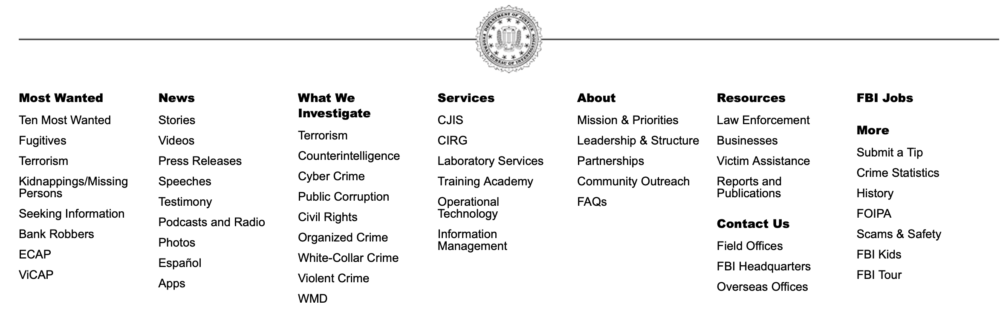 DEPARTMENT OF JUSTICE
FEDERAL BUREAU OF INVESTIGATION
Most Wanted
Ten Most Wanted
Fugitives
Terrorism
Kidnappings/Missing
Persons
Seeking Information
Bank Robbers
ECAP
ViCAP
News
Stories
Videos
Press Releases
Speeches
Testimony
Podcasts and Radio
Photos
Español
Apps
What We
Investigate
Terrorism
Counterintelligence
Cyber Crime
Public Corruption
Civil Rights
Organized Crime
White-Collar Crime
Violent Crime
WMD
Services
CJIS
CIRG
Laboratory Services
Training Academy
Operational
Technology
Information
Management
About
Mission & Priorities
Leadership & Structure
Partnerships
Community Outreach
FAQs
Resources
Law Enforcement
Businesses
Victim Assistance
Reports and
Publications
Contact Us
Field Offices
FBI Headquarters
Overseas Offices
FBI Jobs
More
Submit a Tip
Crime Statistics
History
FOIPA
Scams & Safety
FBI Kids
FBI Tour